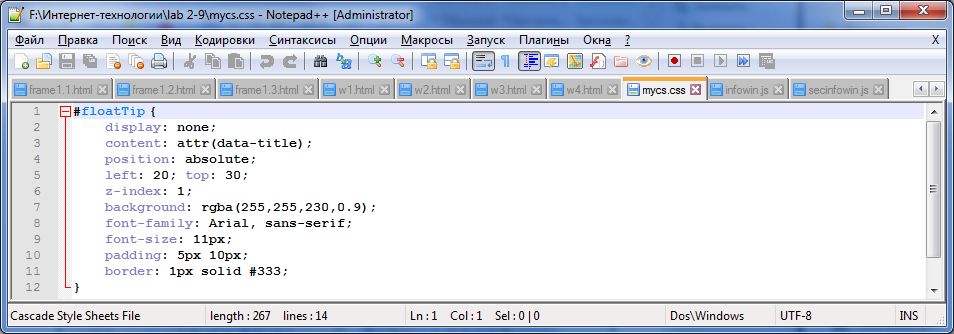 F:\Интернет-технологии\lab 2-9\mycs.css - Notepad++ [Administrator]
Файл Правка Поиск Вид Кодировки Синтаксисы Опции Макросы Запуск Плагины Окна ? X
frame1.1.html frame1.2.html frame1.3.html w1.html w2.html w3.html w4.html mycs.css infowin.js secinfowin.js
1 #floatTip {
2 display: none;
3 content: attr(data-title);
4 position: absolute;
5 left: 20; top: 30;
6 z-index: 1;
7 background: rgba(255,255,230,0.9);
8 font-family: Arial, sans-serif;
9 font-size: 11px;
10 padding: 5px 10px;
11 border: 1px solid #333;
12 }
Cascade Style Sheets File length : 267 lines : 14 Ln : 1 Col : 1 Sel : 0 | 0 Dos\Windows UTF-8 INS